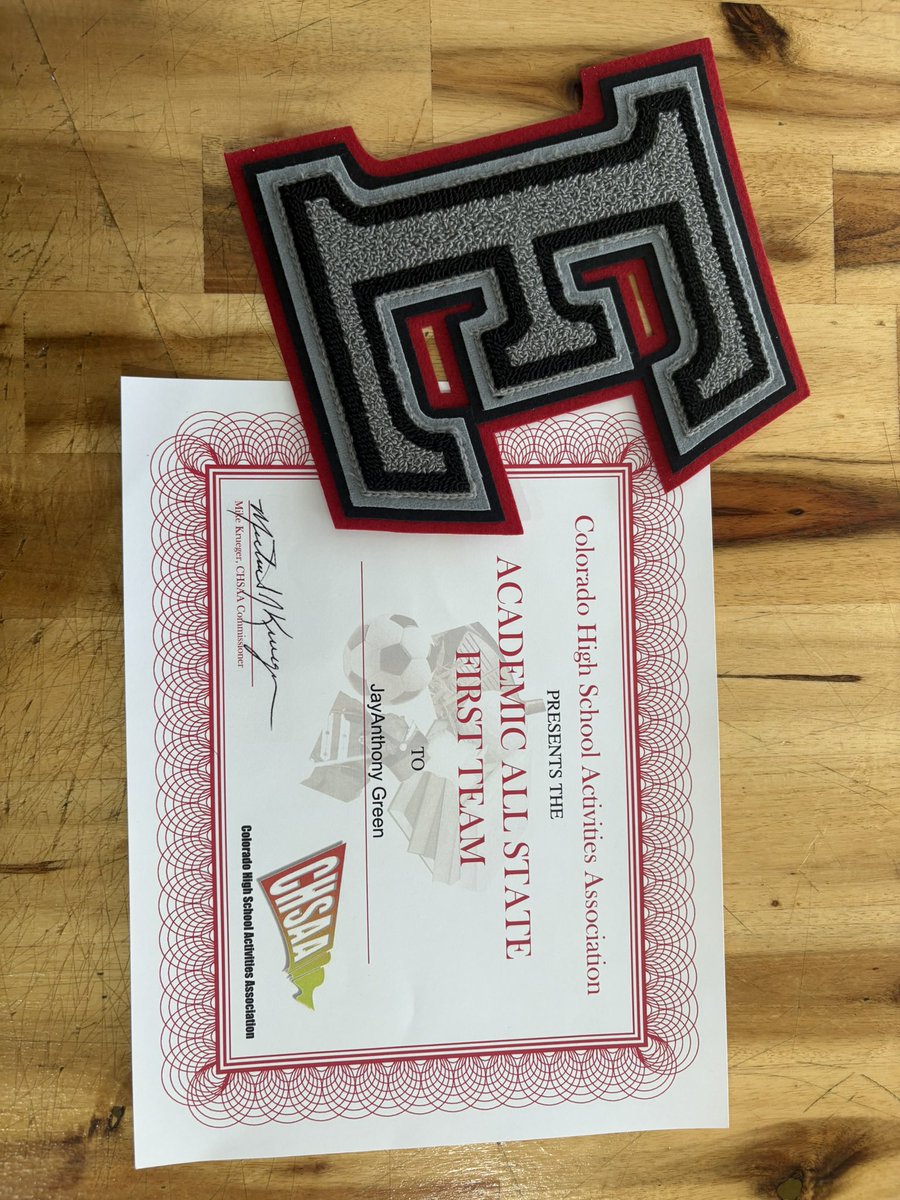 E
Colorado High School Activities Association
PRESENTS THE
ACADEMIC ALL STATE
FIRST TEAM
TO
JayAnthony Green
Mike Krueger, CHSAA Commissioner
CHSAA
Colorado High School Activities Association